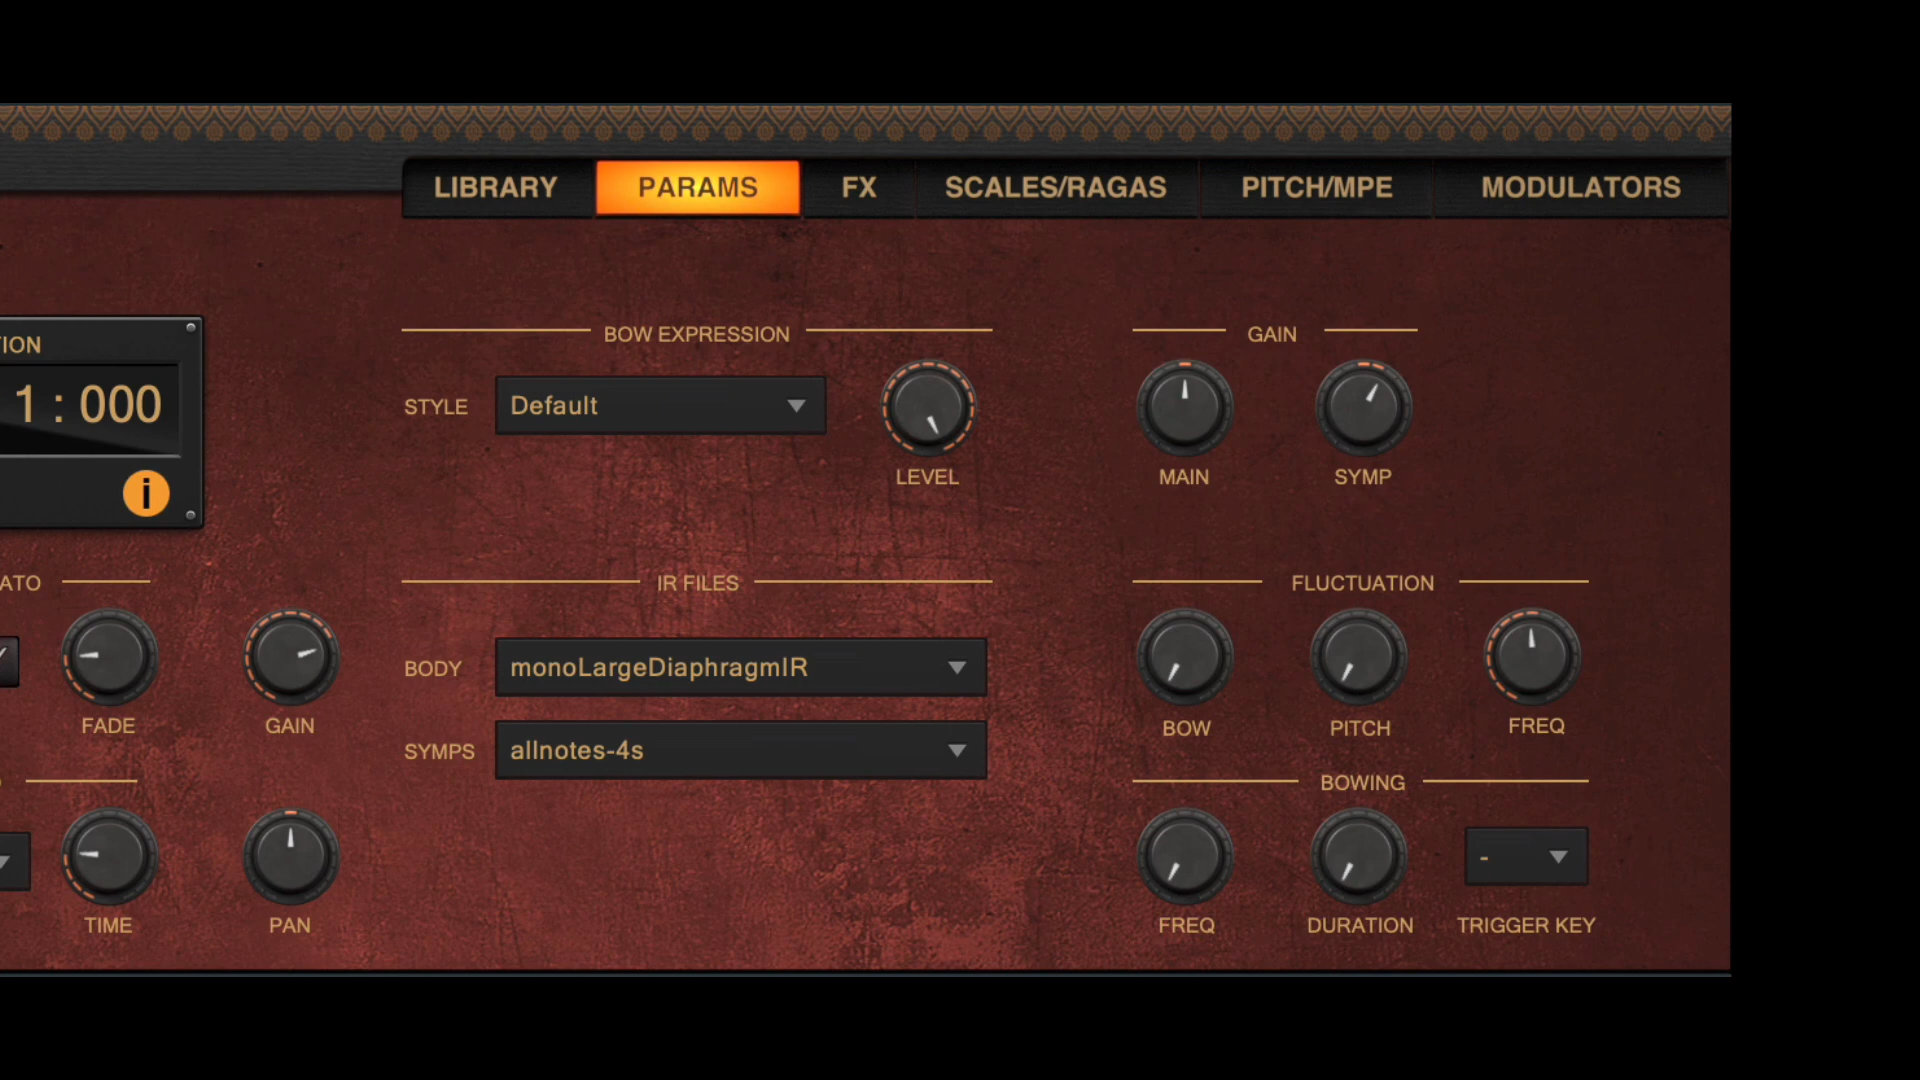 LIBRARY PARAMS FX SCALES/RAGAS PITCH/MPE MODULATORS
BOW EXPRESSION GAIN
TION
1 : 000
STYLE Default
LEVEL MAIN SYMP
i
ATO IR FILES FLUCTUATION
BODY monoLargeDiaphragmIR
FADE GAIN BOW PITCH FREQ
SYMPS allnotes-4s
BOWING
-
TIME PAN FREQ DURATION TRIGGER KEY